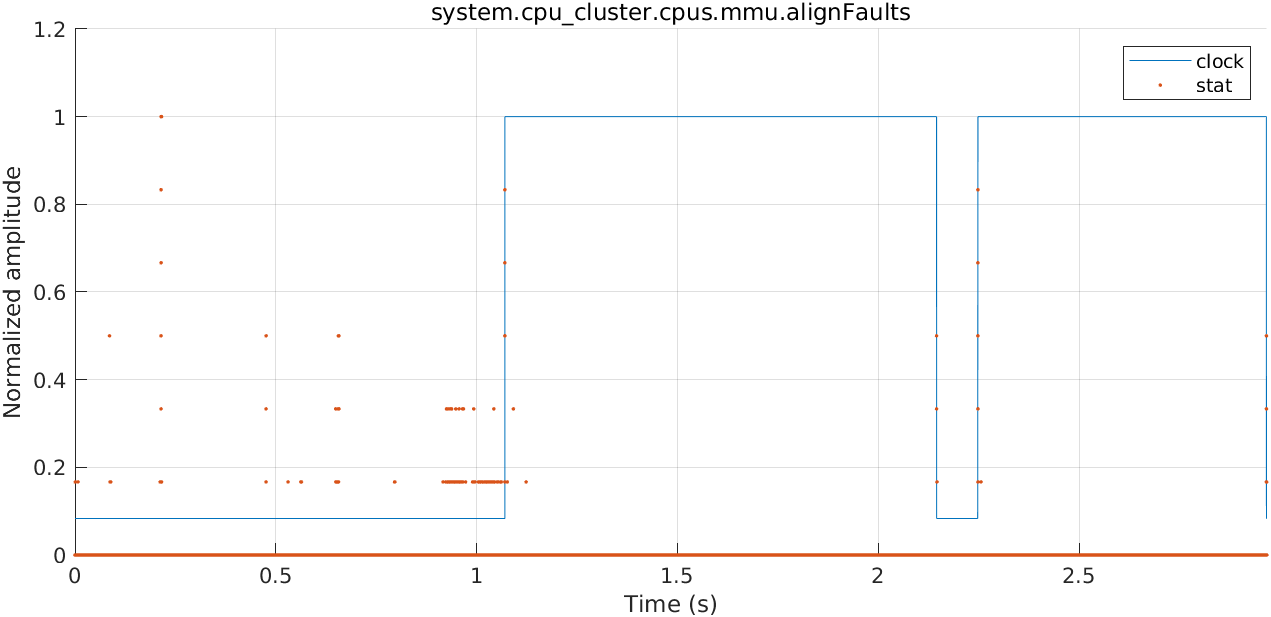 system.cpu_cluster.cpus.mmu.alignFaults
1.2
1
0.8
0.6
0.4
0.2
0
Normalized amplitude
clock
stat
0 0.5 1 1.5 2 2.5
Time (s)